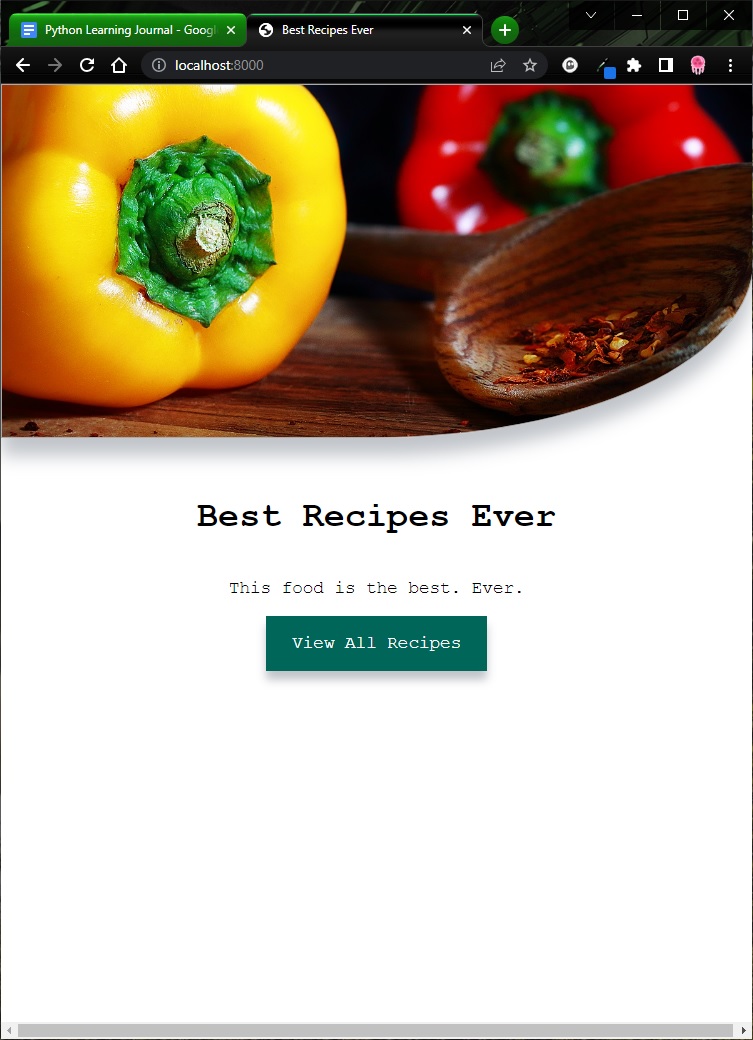 Python Learning Journal - Googl
Best Recipes Ever
localhost:8000
Best Recipes Ever
This food is the best. Ever.
View All Recipes